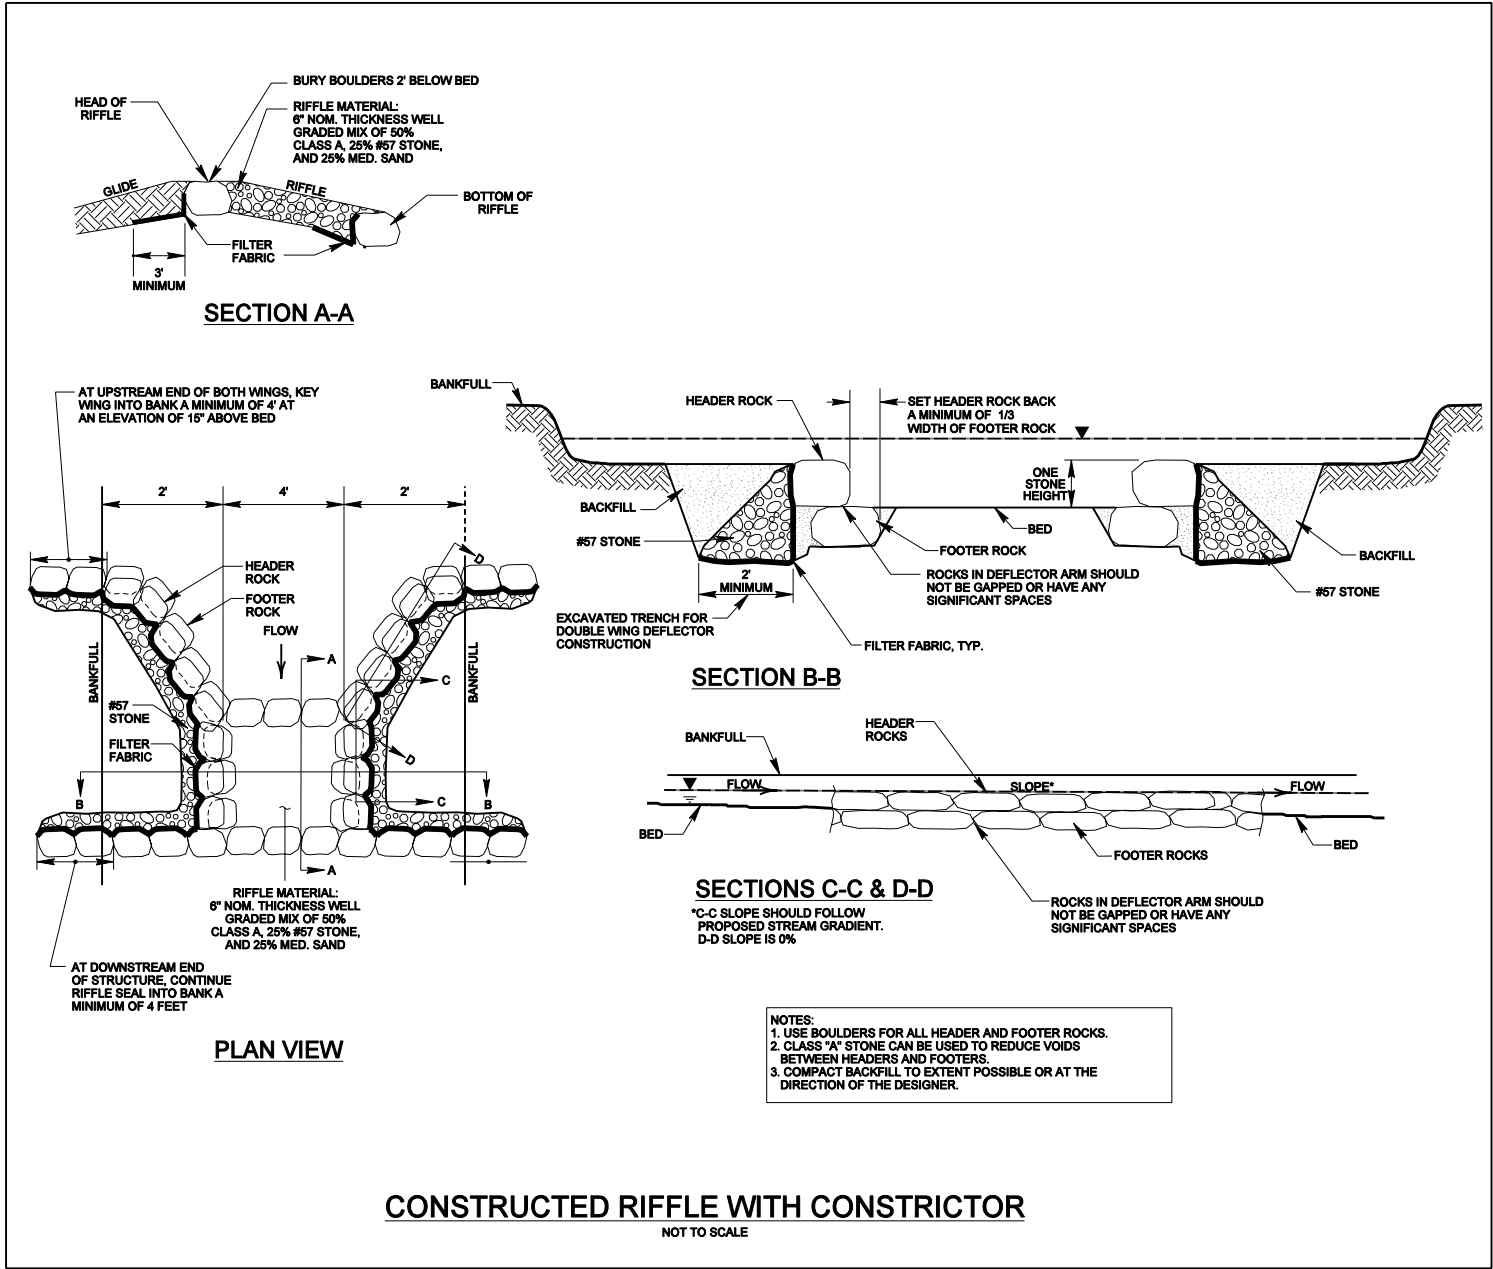 BURY BOULDERS 2' BELOW BED
HEAD OF
RIFFLE
RIFFLE MATERIAL:
6" NOM. THICKNESS WELL
GRADED MIX OF 50%
CLASS A, 25% #57 STONE,
AND 25% MED. SAND
GLIDE
RIFFLE
BOTTOM OF
RIFFLE
FILTER
FABRIC
3'
MINIMUM
SECTION A-A
AT UPSTREAM END OF BOTH WINGS, KEY
WING INTO BANK A MINIMUM OF 4' AT
AN ELEVATION OF 15" ABOVE BED
2'
4'
2'
D
HEADER
ROCK
FOOTER
ROCK
FLOW
A
C
BANKFULL
BANKFULL
#57
STONE
FILTER
FABRIC
D
B
C
B
A
RIFFLE MATERIAL:
6" NOM. THICKNESS WELL
GRADED MIX OF 50%
CLASS A, 25% #57 STONE,
AND 25% MED. SAND
AT DOWNSTREAM END
OF STRUCTURE, CONTINUE
RIFFLE SEAL INTO BANK A
MINIMUM OF 4 FEET
PLAN VIEW
BANKFULL
HEADER ROCK
SET HEADER ROCK BACK
A MINIMUM OF 1/3
WIDTH OF FOOTER ROCK
ONE
STONE
HEIGHT
BACKFILL
#57 STONE
BED
FOOTER ROCK
BACKFILL
2'
MINIMUM
ROCKS IN DEFLECTOR ARM SHOULD
NOT BE GAPPED OR HAVE ANY
SIGNIFICANT SPACES
#57 STONE
EXCAVATED TRENCH FOR
DOUBLE WING DEFLECTOR
CONSTRUCTION
FILTER FABRIC, TYP.
SECTION B-B
BANKFULL
HEADER
ROCKS
FLOW
SLOPE*
FLOW
BED
BED
FOOTER ROCKS
SECTIONS C-C & D-D
*C-C SLOPE SHOULD FOLLOW
PROPOSED STREAM GRADIENT.
D-D SLOPE IS 0%
ROCKS IN DEFLECTOR ARM SHOULD
NOT BE GAPPED OR HAVE ANY
SIGNIFICANT SPACES
NOTES:
1. USE BOULDERS FOR ALL HEADER AND FOOTER ROCKS.
2. CLASS "A" STONE CAN BE USED TO REDUCE VOIDS
BETWEEN HEADERS AND FOOTERS.
3. COMPACT BACKFILL TO EXTENT POSSIBLE OR AT THE
DIRECTION OF THE DESIGNER.
CONSTRUCTED RIFFLE WITH CONSTRICTOR
NOT TO SCALE